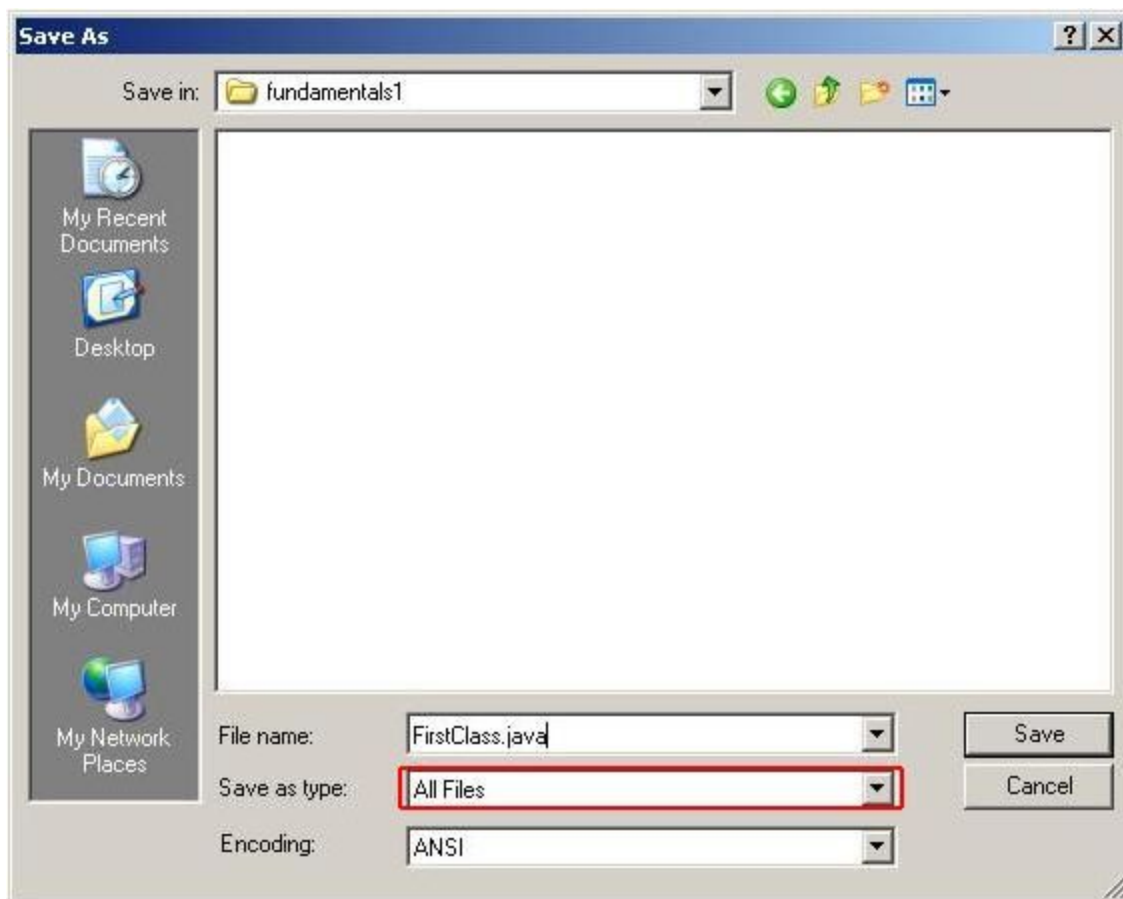 Save As
Save in: fundamentals1
My Recent
Documents
Desktop
My Documents
My Computer
My Network
Places
File name: FirstClass.java Save
Save as type: All Files Cancel
Encoding: ANSI